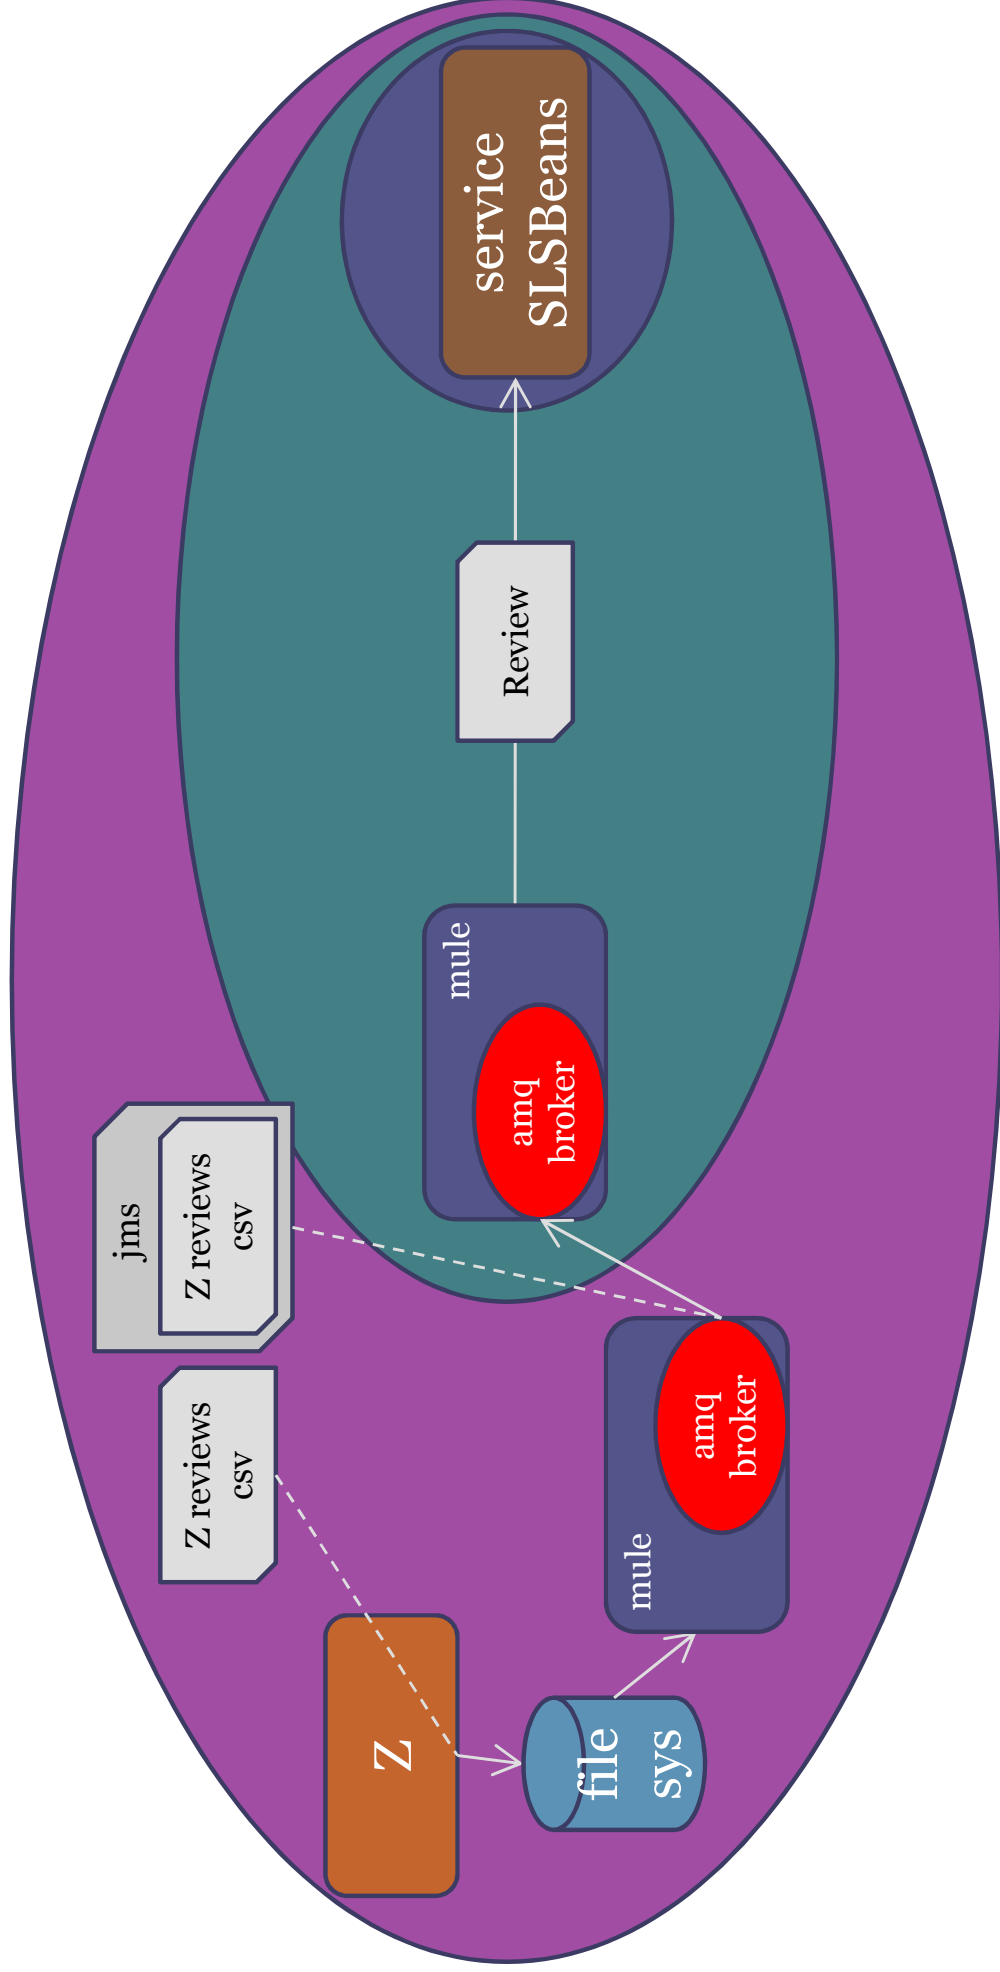 Z
file
sys
Z reviews
csv
jms
Z reviews
csv
mule
amq
broker
mule
amq
broker
Review
service
SLSBeans